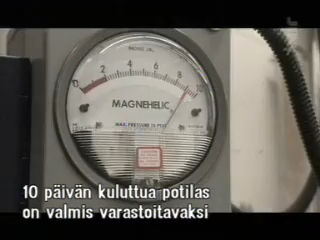 0 2 4 6 8 10
MAGNEHELIC
MAX. PRESSURE 15 PSIG
10 päivän kuluttua potilas
on valmis varastoitavaksi